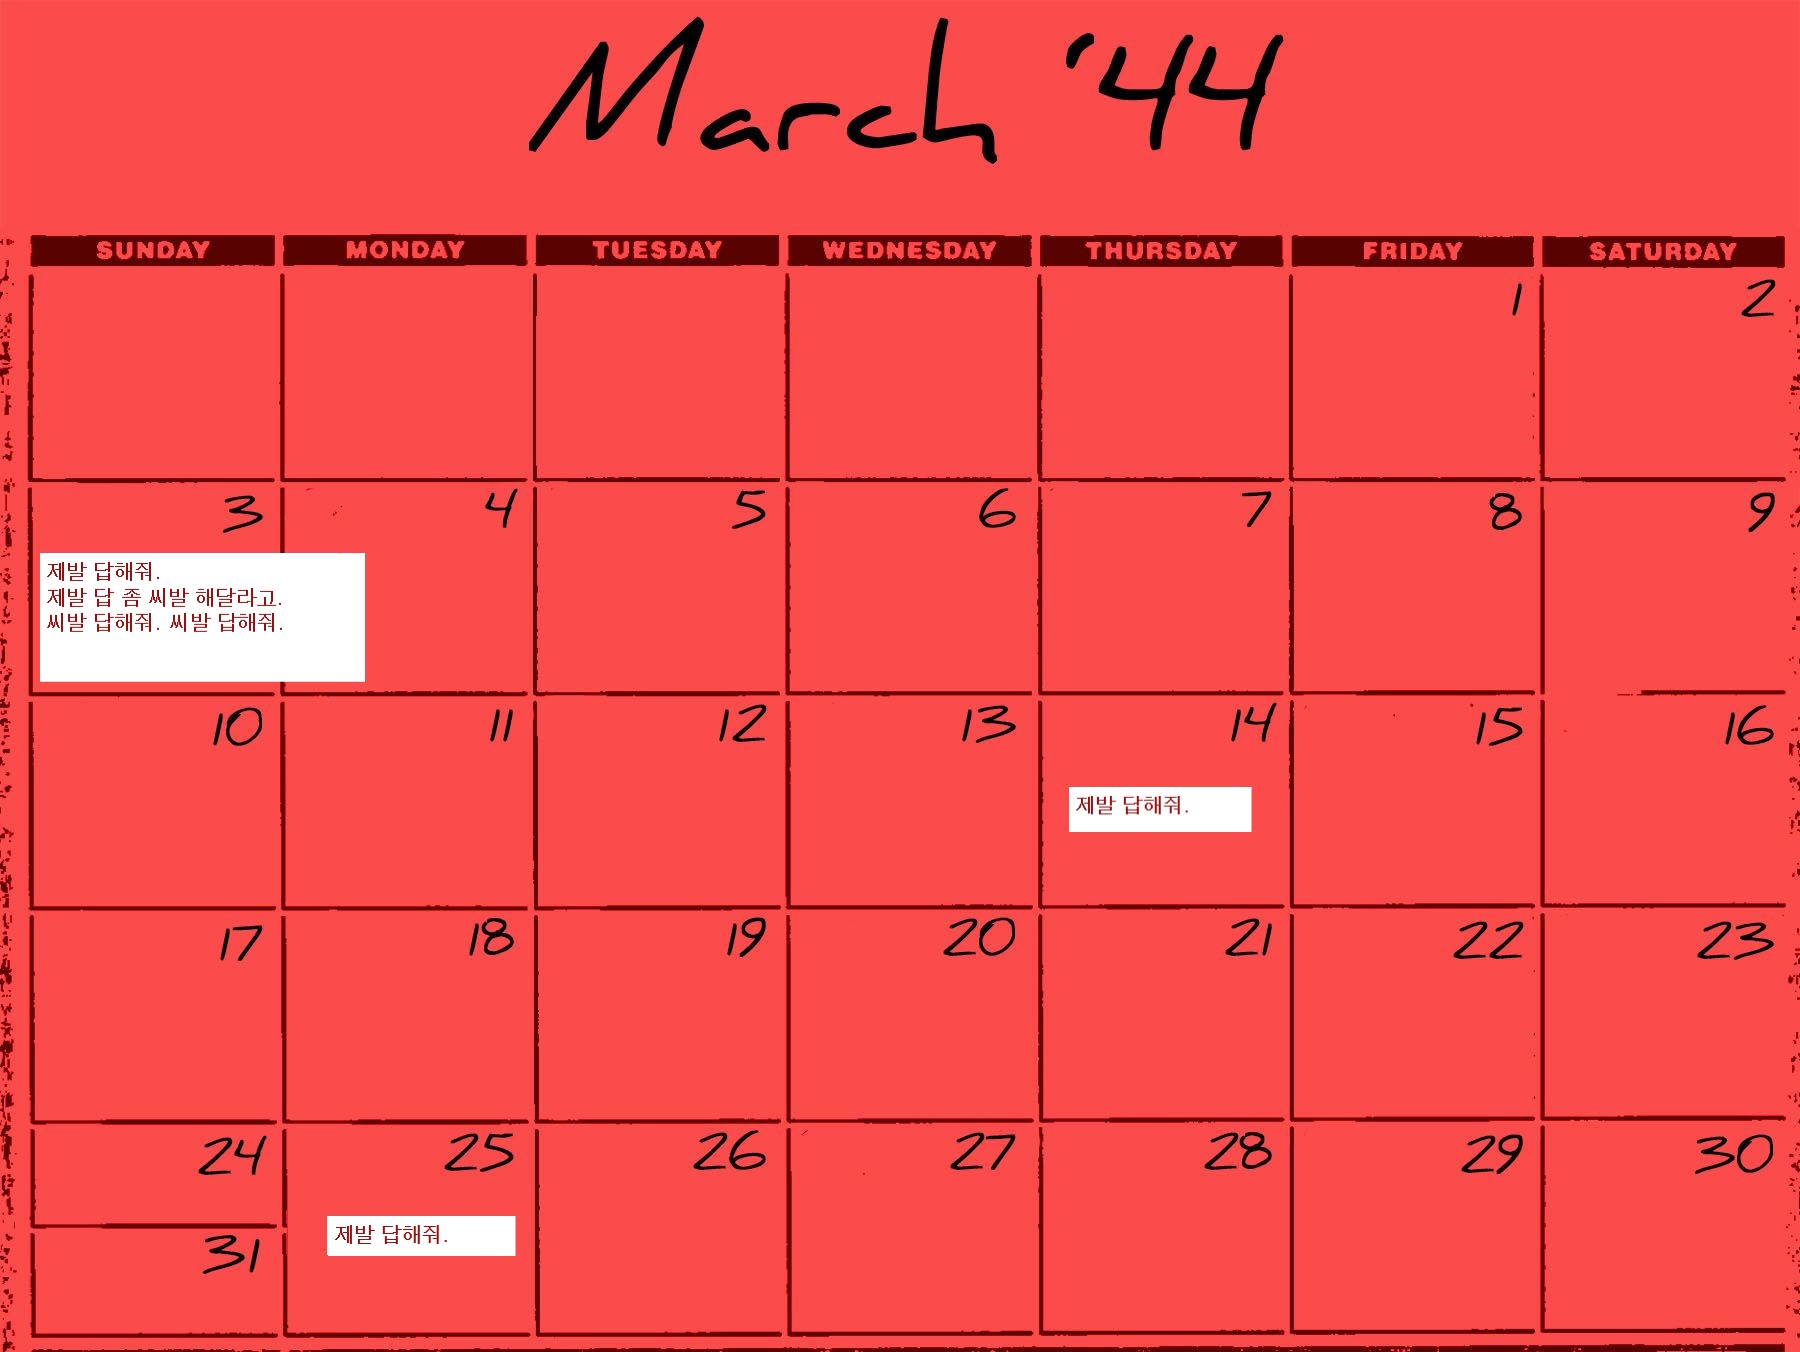 March '44
SUNDAY MONDAY TUESDAY WEDNESDAY THURSDAY FRIDAY SATURDAY
1 2
3 4 5 6 7 8 9
제발 답해줘.
제발 답 좀 씨발 해달라고.
씨발 답해줘. 씨발 답해줘.
10 11 12 13 14 15 16
제발 답해줘.
17 18 19 20 21 22 23
24 25 26 27 28 29 30
제발 답해줘.
31